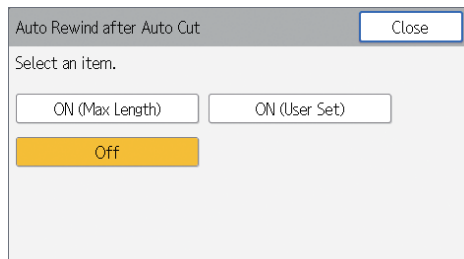 Auto Rewind after Auto Cut Close
Select an item.
ON (Max Length) ON (User Set)
Off